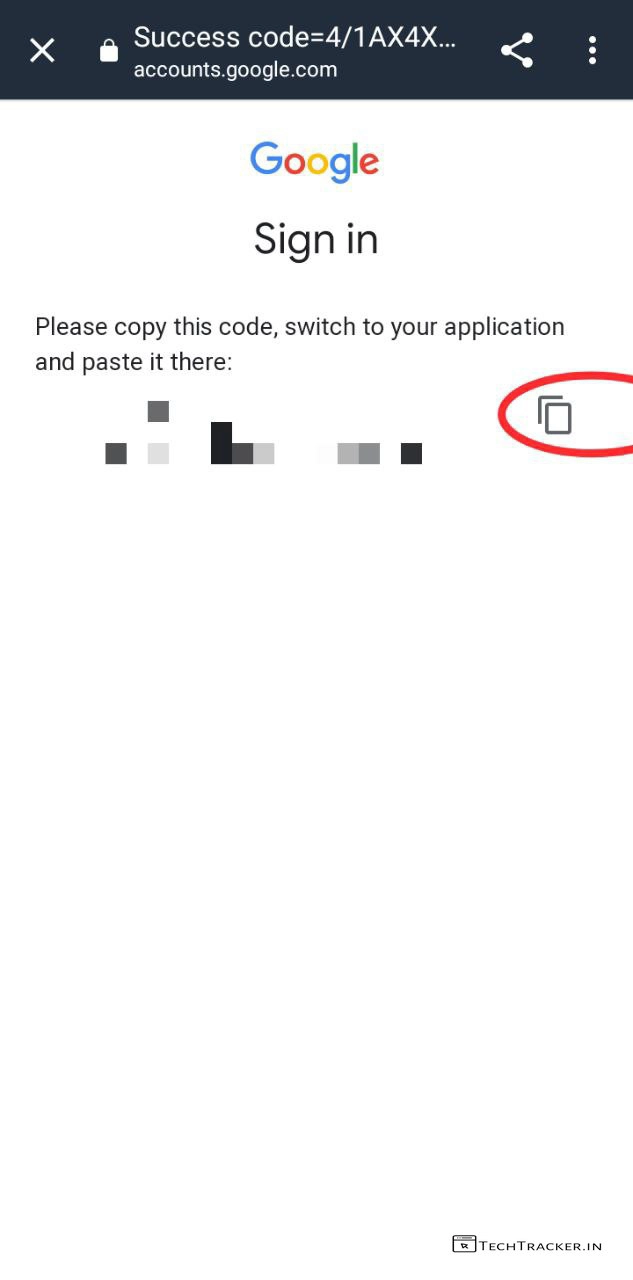 Success code=4/1AX4X...
accounts.google.com
Google
Sign in
Please copy this code, switch to your application
and paste it there:
TECHTRACKER.IN